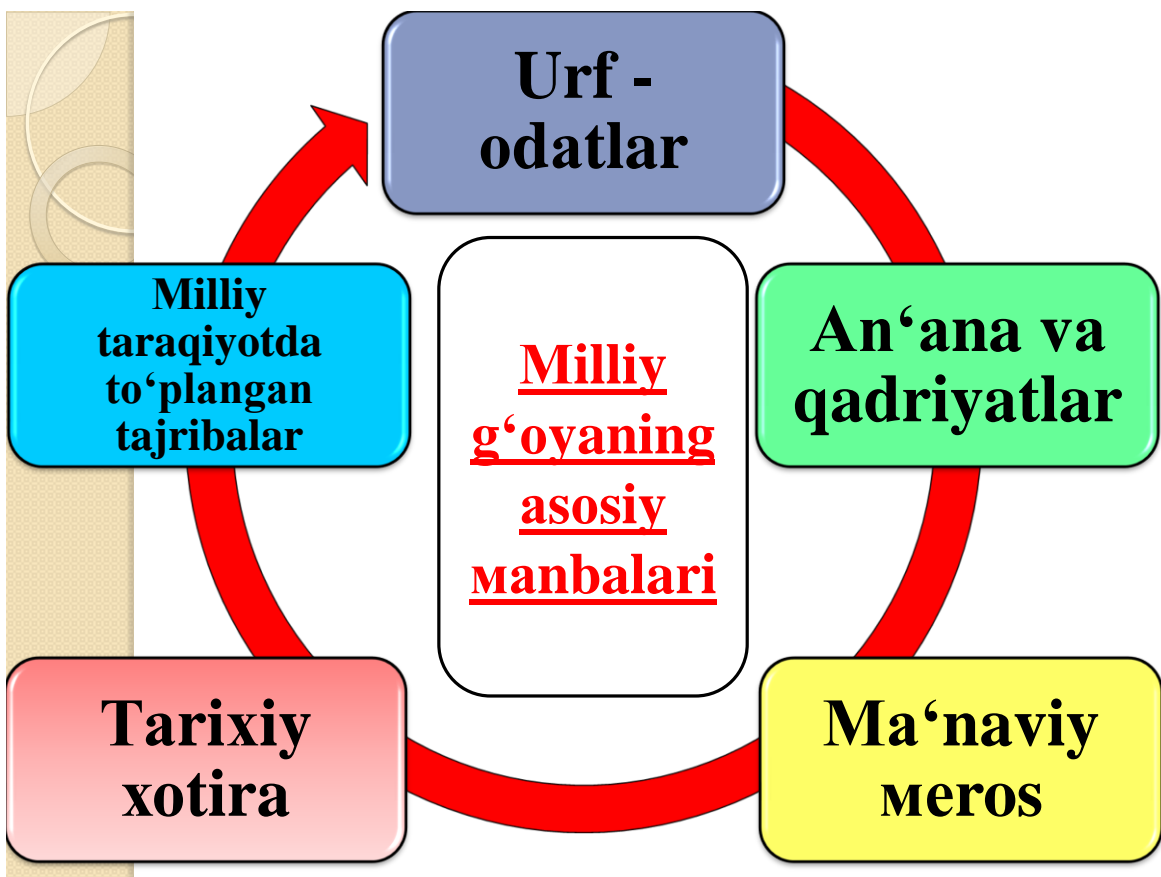 Urf -
odatlar
An‘ana va
qadriyatlar
Ma‘naviy
мeros
Tarixiy
xotira
Milliy
taraqiyotda
to‘plangan
tajribalar
Milliy
g‘oyaning
asosiy
мanbalari